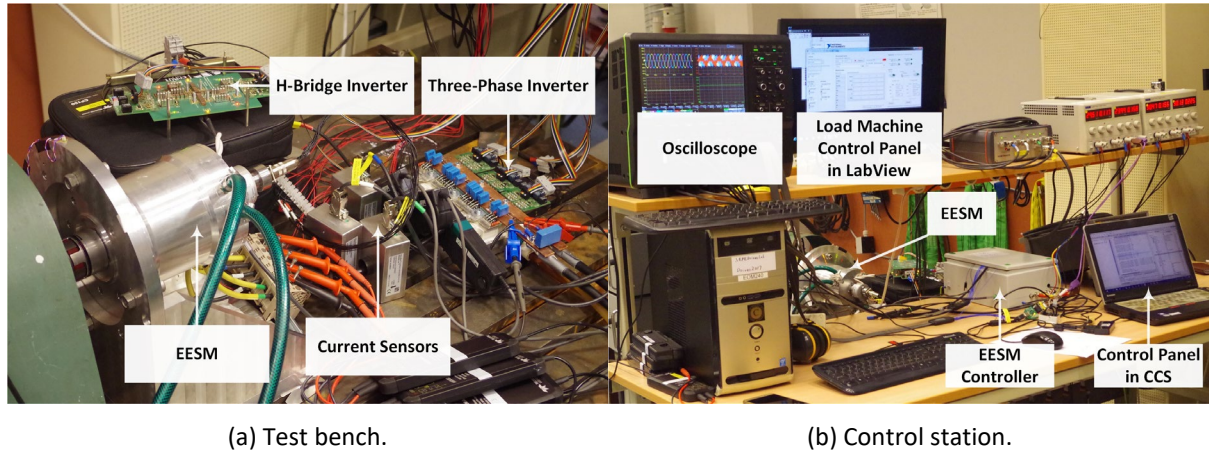 H-Bridge Inverter
Three-Phase Inverter
EESM
Current Sensors
Oscilloscope
Load Machine
Control Panel
in LabView
EESM
EESM
Controller
Control Panel
in CCS
(a) Test bench.
(b) Control station.